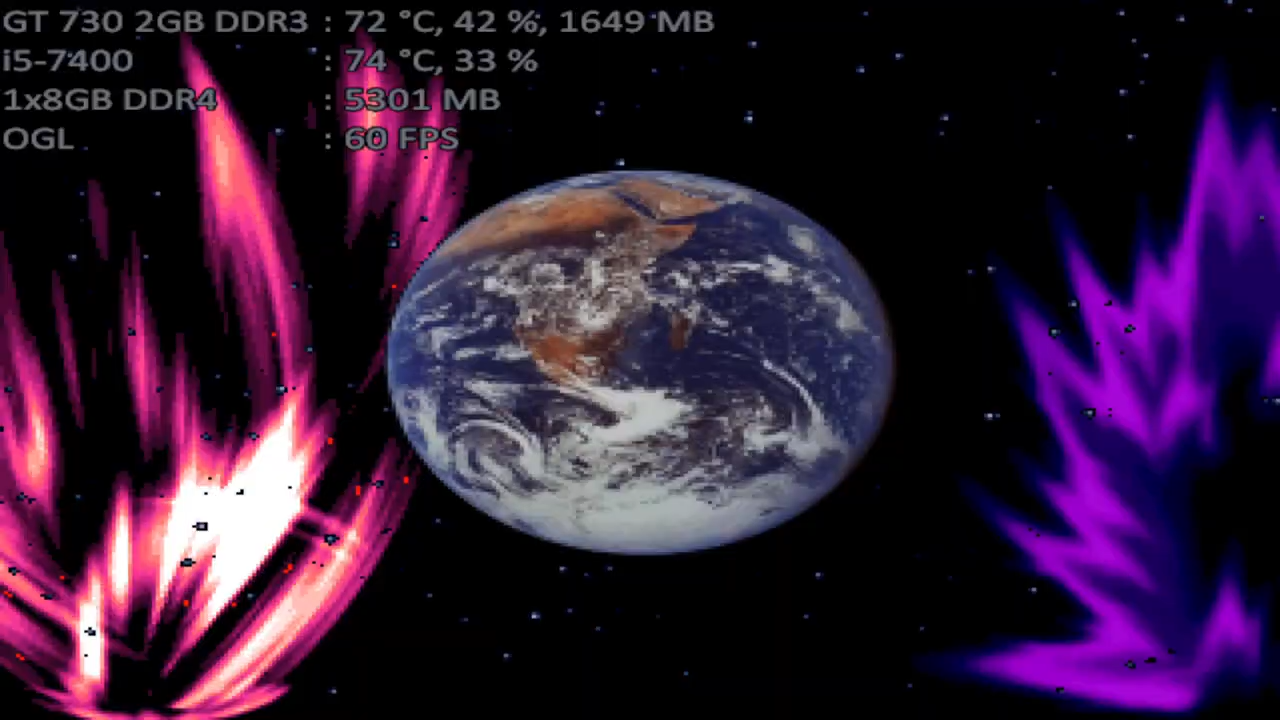 GT 730 2GB DDR3 : 72 °C, 42 %, 1649 MB
i5-7400 : 74 °C, 33 %
1x8GB DDR4 : 5301 MB
OGL : 60 FPS